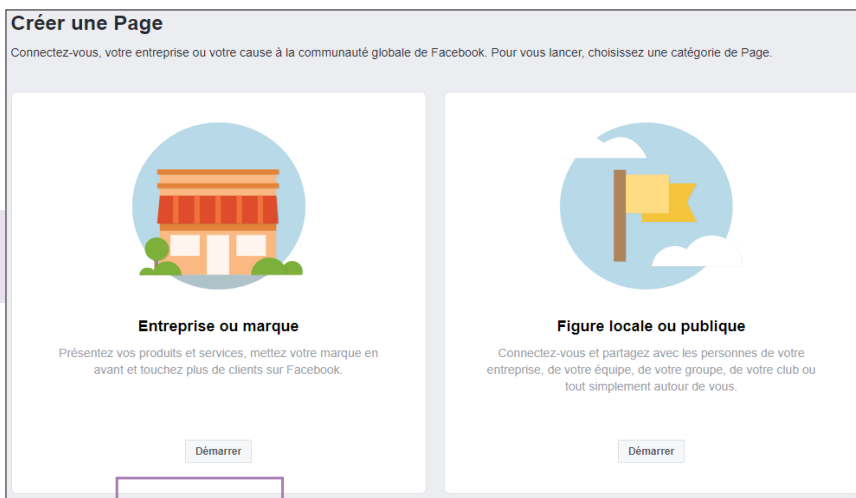 Créer une Page
Connectez-vous, votre entreprise ou votre cause à la communauté globale de Facebook. Pour vous lancer, choisissez une catégorie de Page.
Entreprise ou marque
Présentez vos produits et services, mettez votre marque en
avant et touchez plus de clients sur Facebook.
Démarrer
Figure locale ou publique
Connectez-vous et partagez avec les personnes de votre
entreprise, de votre équipe, de votre groupe, de votre club ou
tout simplement autour de vous.
Démarrer